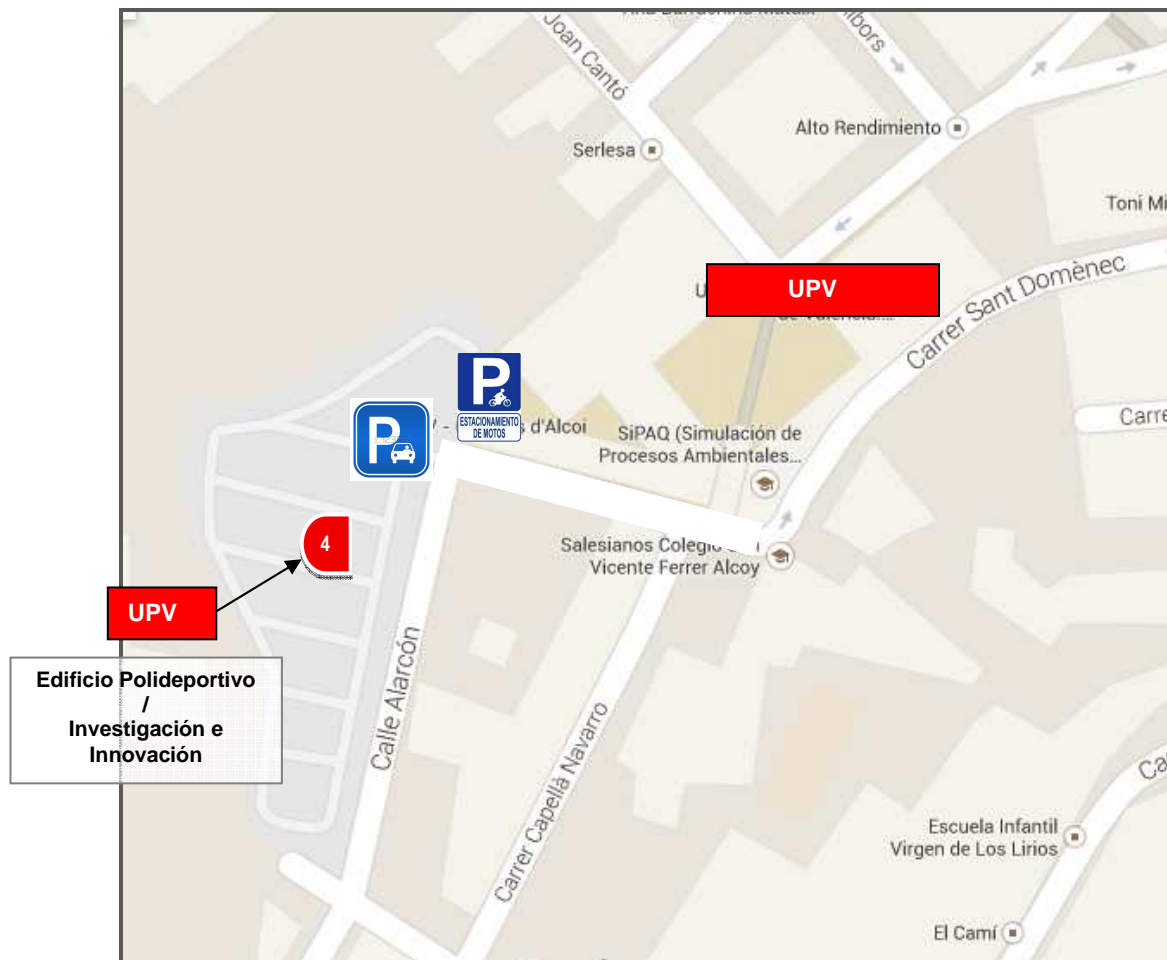 Joan Cantó
Alto Rendimiento
Serlesa
Toni Mi
UPV
U
Carrer Sant Domènec
P
ESTACIONAMIENTO
DE MOTOS
P
s d'Alcoi
SiPAQ (Simulación de
Procesos Ambientales...
Carre
4
Salesianos Colegio
Vicente Ferrer Alcoy
UPV
Edificio Polideportivo
/
Investigación e
Innovación
Calle Alarcón
Carrer Capellà Navarro
Ca
Escuela Infantil
Virgen de Los Lirios
El Camí